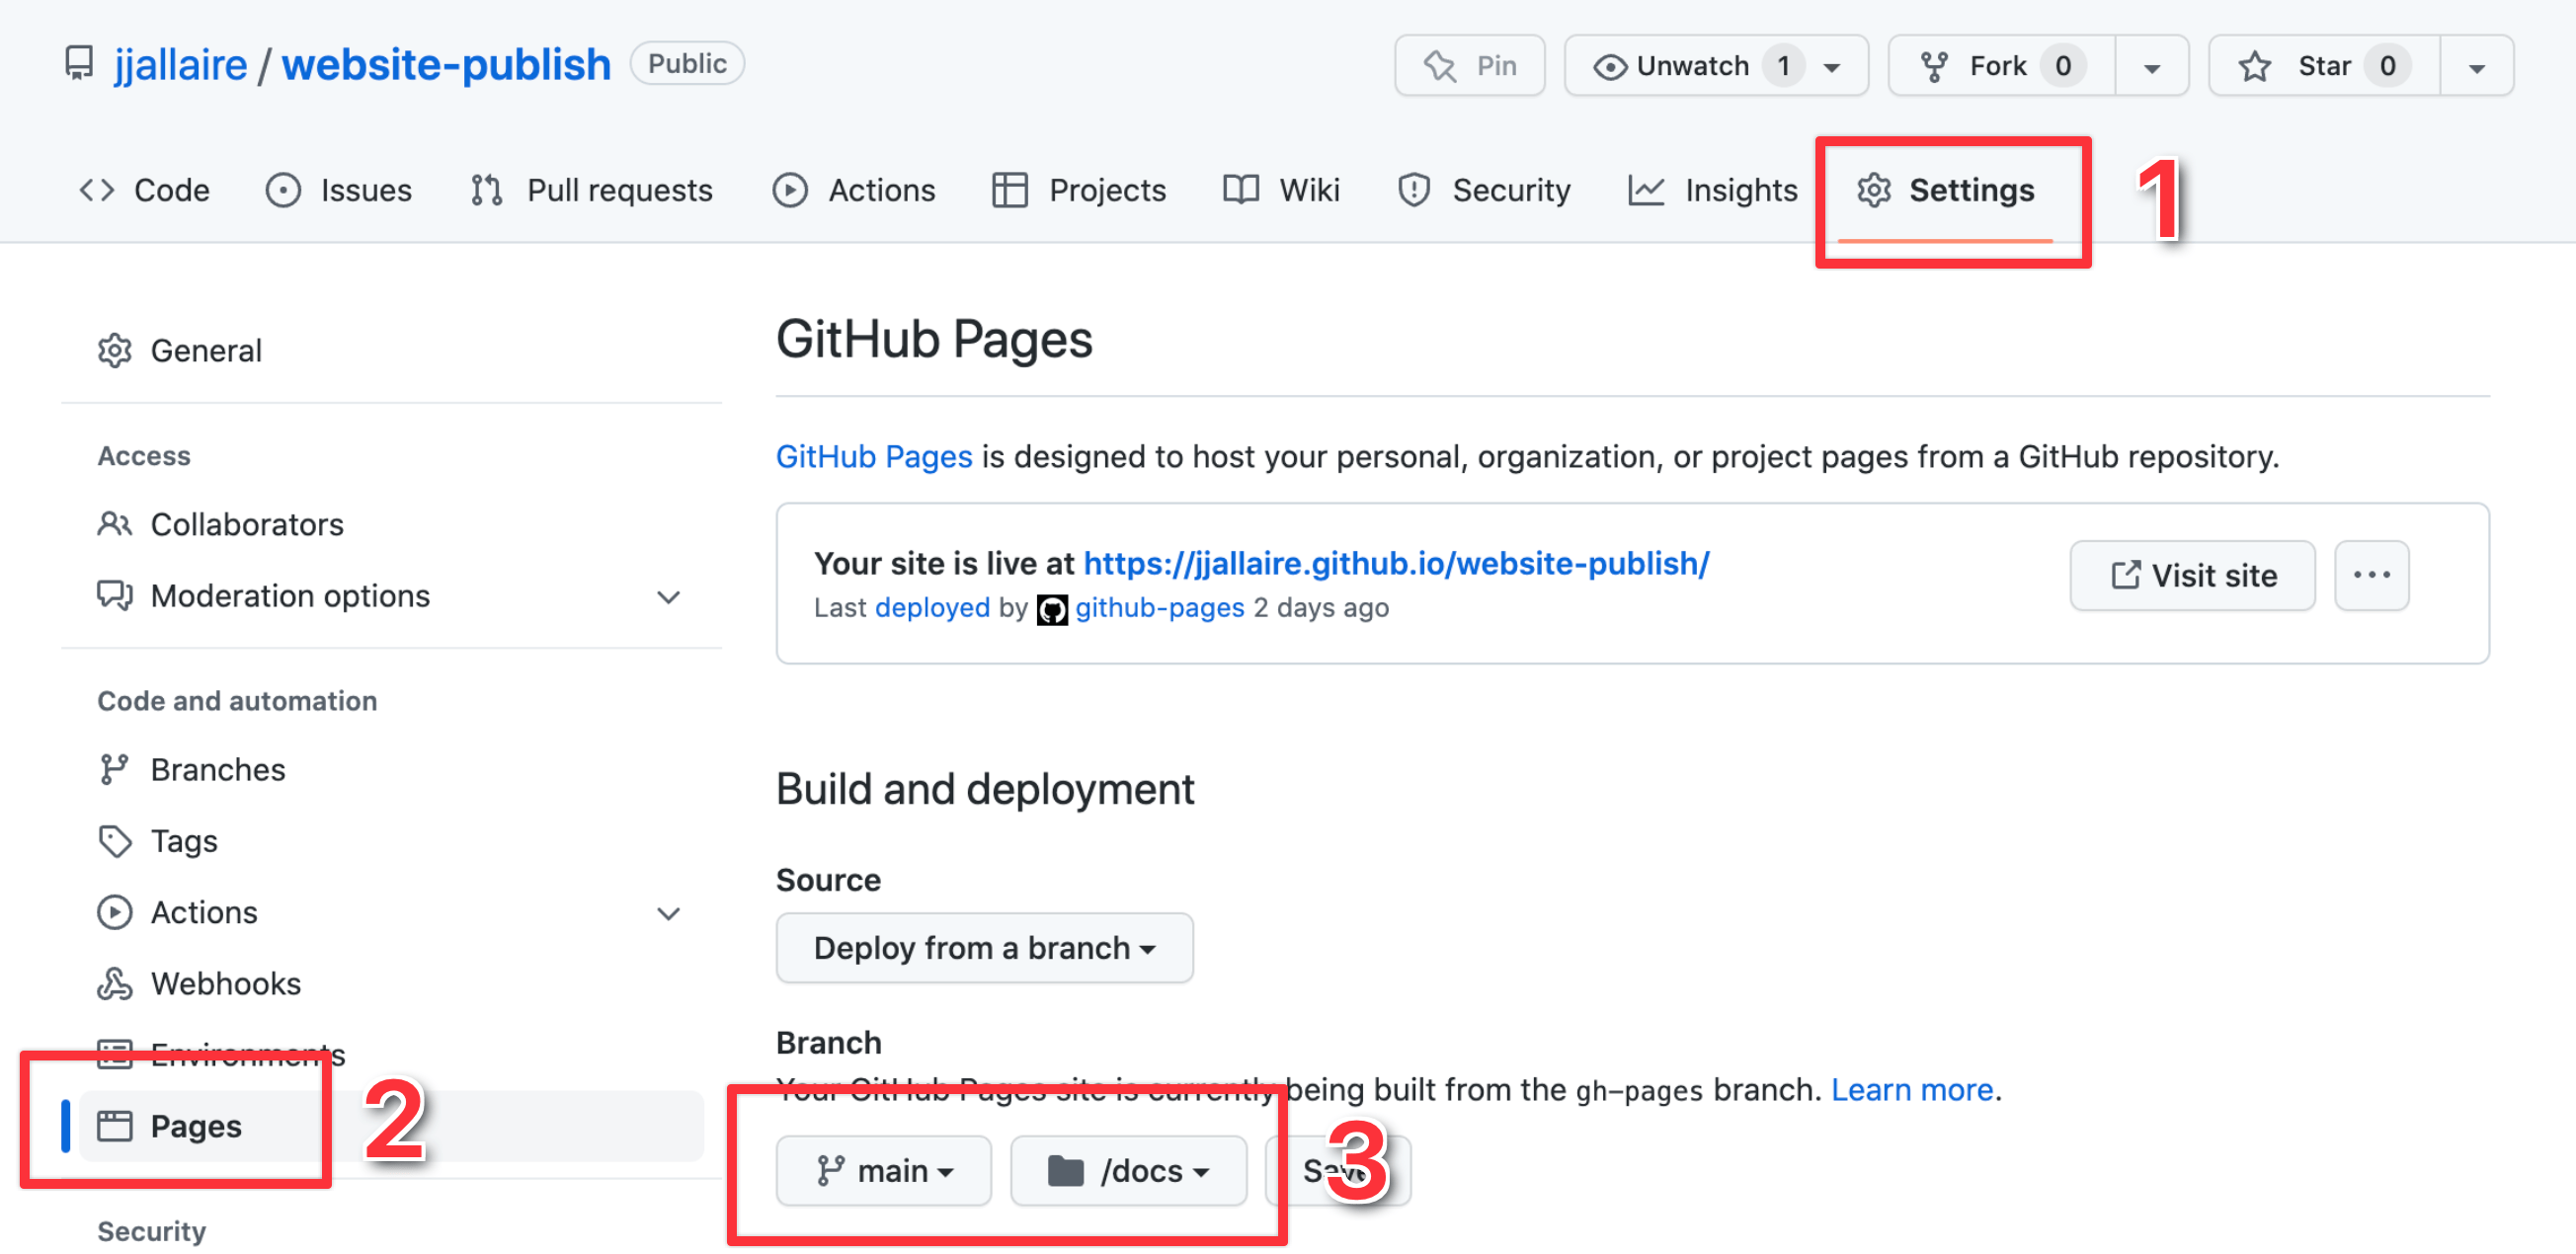 jjallaire / website-publish Public Pin Unwatch 1 Fork 0 Star 0
Code Issues Pull requests Actions Projects Wiki Security Insights Settings 1
General
Access
Collaborators
Moderation options
Code and automation
Branches
Tags
Actions
Webhooks
Environments
Pages 2
Security
GitHub Pages
GitHub Pages is designed to host your personal, organization, or project pages from a GitHub repository.
Your site is live at https://jjallaire.github.io/website-publish/
Visit site
Last deployed by github-pages 2 days ago
Build and deployment
Source
Deploy from a branch
Branch
Your GitHub Pages site is currently being built from the gh-pages branch. Learn more.
main /docs Save 3